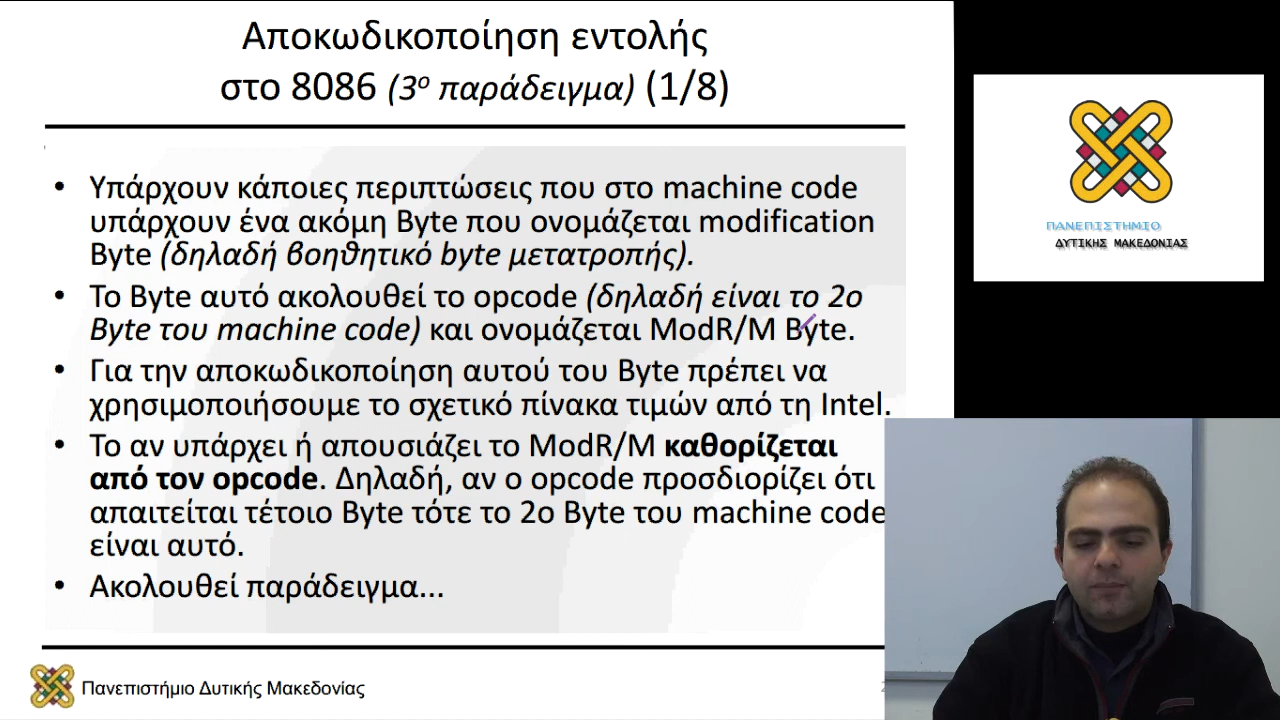 Αποκωδικοποίηση εντολής
στο 8086 (3ο παράδειγμα) (1/8)
• Υπάρχουν κάποιες περιπτώσεις που στο machine code
υπάρχουν ένα ακόμη Byte που ονομάζεται modification
Byte (δηλαδή βοηθητικό byte μετατροπής).
• Το Byte αυτό ακολουθεί το opcode (δηλαδή είναι το 2ο
Byte του machine code) και ονομάζεται ModR/M Byte.
• Για την αποκωδικοποίηση αυτού του Byte πρέπει να
χρησιμοποιήσουμε το σχετικό πίνακα τιμών από τη Intel.
• Το αν υπάρχει ή απουσιάζει το ModR/M καθορίζεται
από τον opcode. Δηλαδή, αν ο opcode προσδιορίζει ότι
απαιτείται τέτοιο Byte τότε το 2ο Byte του machine code
είναι αυτό.
• Ακολουθεί παράδειγμα...
Πανεπιστήμιο Δυτικής Μακεδονίας
ΠΑΝΕΠΙΣΤΗΜΙΟ
ΔΥΤΙΚΗΣ ΜΑΚΕΔΟΝΙΑΣ